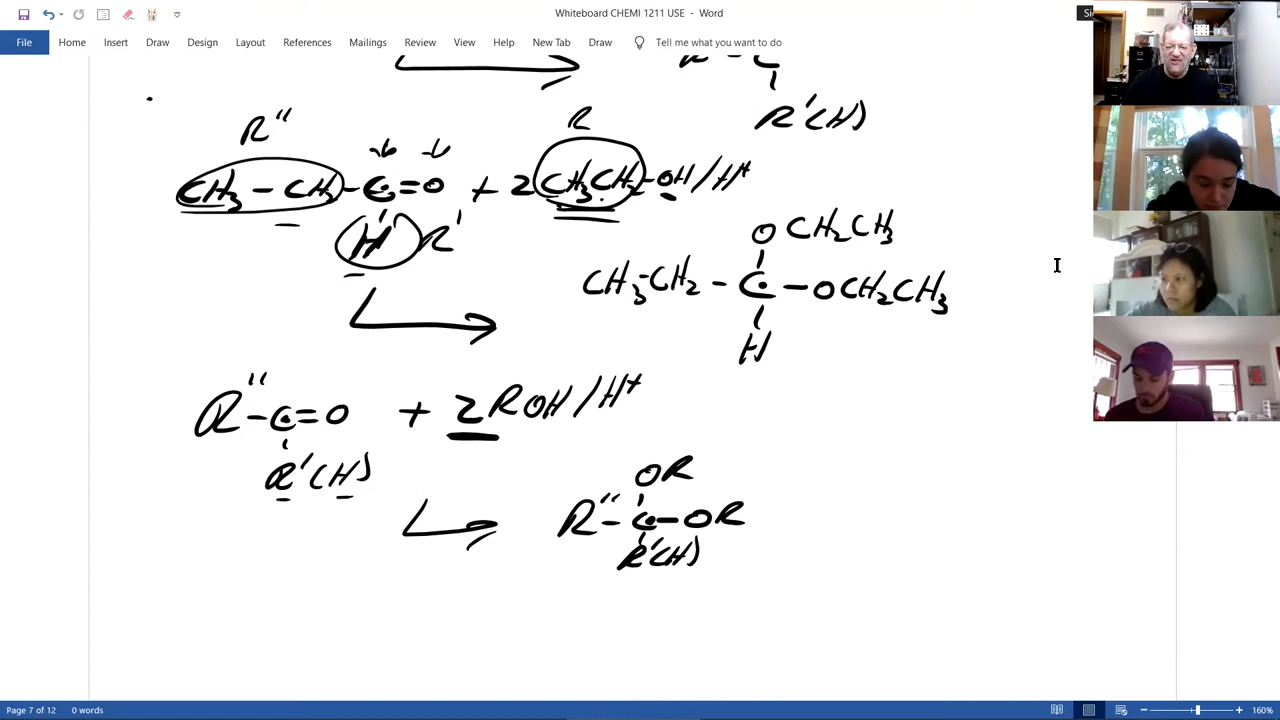 Whiteboard CHEMI 1211 USE - Word
File Home Insert Draw Design Layout References Mailings Review View Help New Tab Draw Tell me what you want to do
R'(H)
R'' R
CH3-CH2-C=O + 2CH3CH2-OH/H+
H R'
OCH2CH3
CH3-CH2-C-OCH2CH3
H
R''-C=O + 2ROH/H+
R'(H)
OR
R''-C-OR
R'(H)
Page 7 of 12 0 words 160%